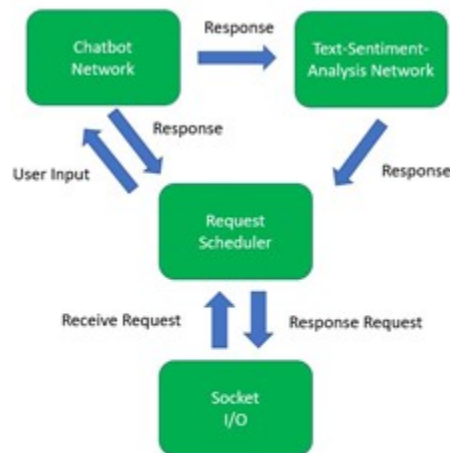 Response
Chatbot
Network
Text-Sentiment-
Analysis Network
Response
User Input
Response
Request
Scheduler
Receive Request
Response Request
Socket
I/O